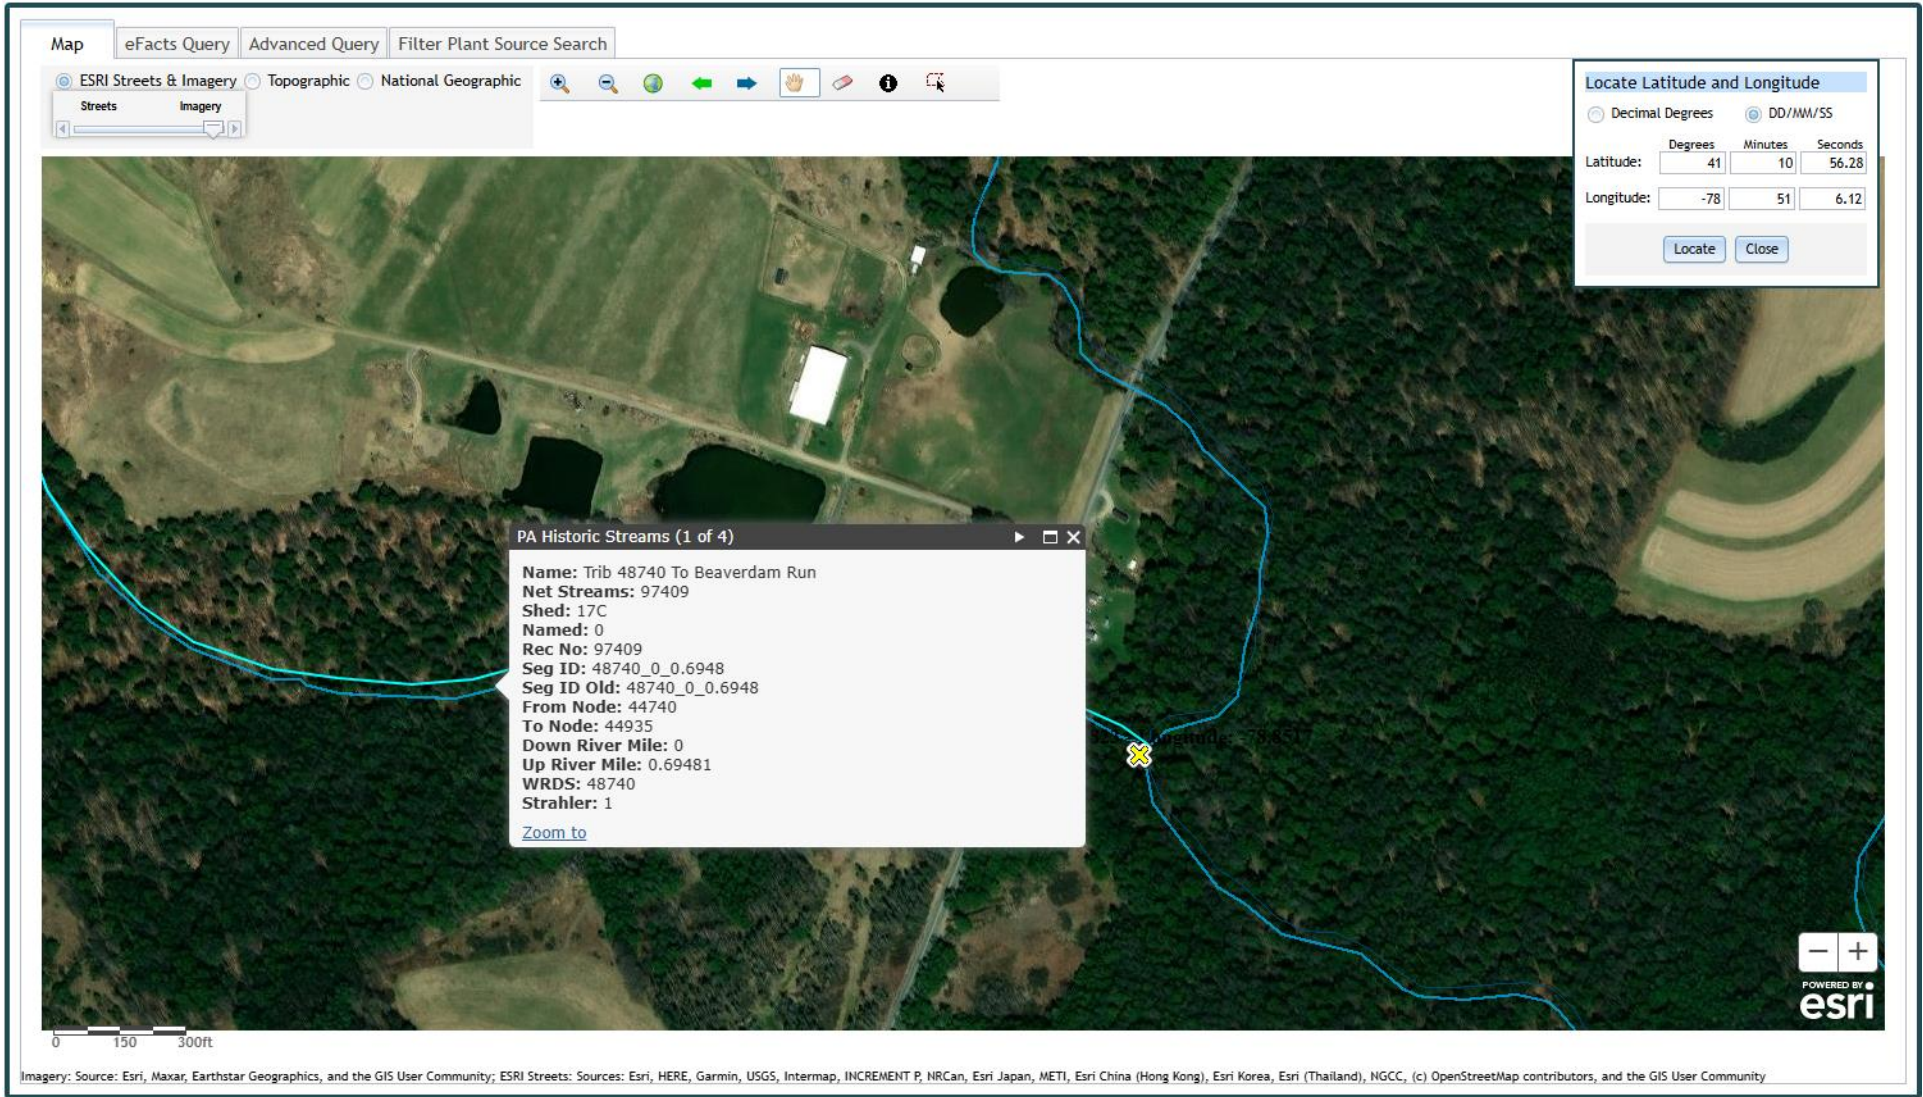 Map
eFacts Query
Advanced Query
Filter Plant Source Search
ESRI Streets & Imagery
Topographic
National Geographic
Streets
Imagery
Locate Latitude and Longitude
Decimal Degrees
DD/MM/SS
Degrees Minutes Seconds
Latitude: 41 10 56.28
Longitude: -78 51 6.12
Locate Close
PA Historic Streams (1 of 4)
Name: Trib 48740 To Beaverdam Run
Net Streams: 97409
Shed: 17C
Named: 0
Rec No: 97409
Seg ID: 48740_0_0.6948
Seg ID Old: 48740_0_0.6948
From Node: 44740
To Node: 44935
Down River Mile: 0
Up River Mile: 0.69481
WRDS: 48740
Strahler: 1
Zoom to
POWERED BY
esri
0 150 300ft
Imagery: Source: Esri, Maxar, Earthstar Geographics, and the GIS User Community; ESRI Streets: Sources: Esri, HERE, Garmin, USGS, Intermap, INCREMENT P, NRCan, Esri Japan, METI, Esri China (Hong Kong), Esri Korea, Esri (Thailand), NGCC, (c) OpenStreetMap contributors, and the GIS User Community